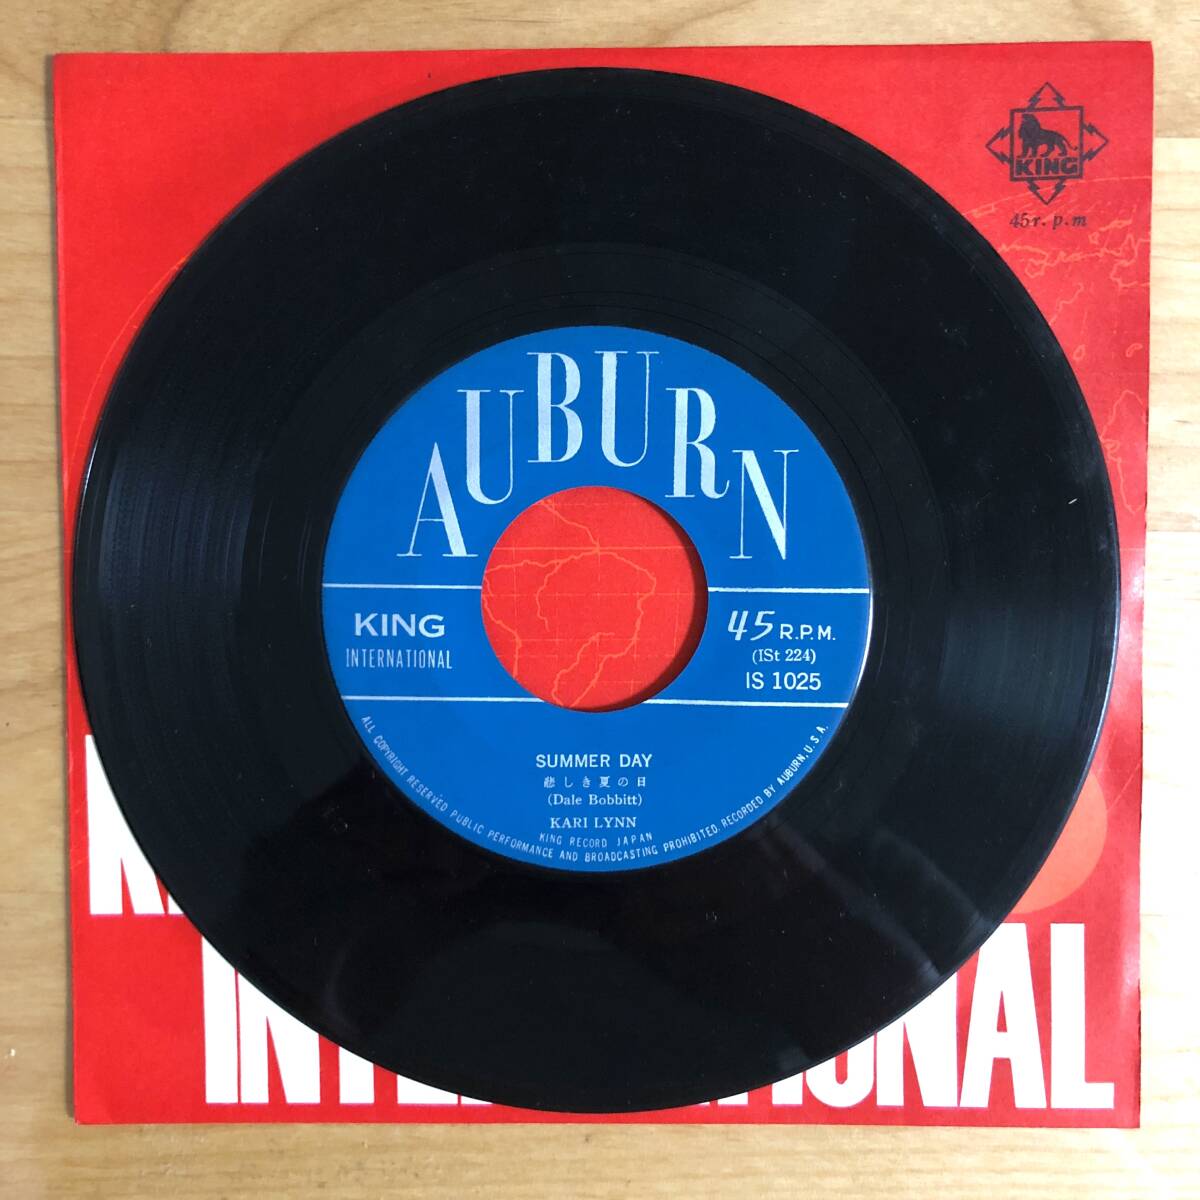 KING
45r.p.m
AUBURN
KING
INTERNATIONAL
45 R.P.M.
(ISt 224)
IS 1025
SUMMER DAY
悲しき夏の日
(Dale Bobbitt)
KARI LYNN
KING RECORD JAPAN
ALL COPYRIGHT RESERVED PUBLIC PERFORMANCE AND BROADCASTING PROHIBITED. RECORDED BY AUBURN, U.S.A.